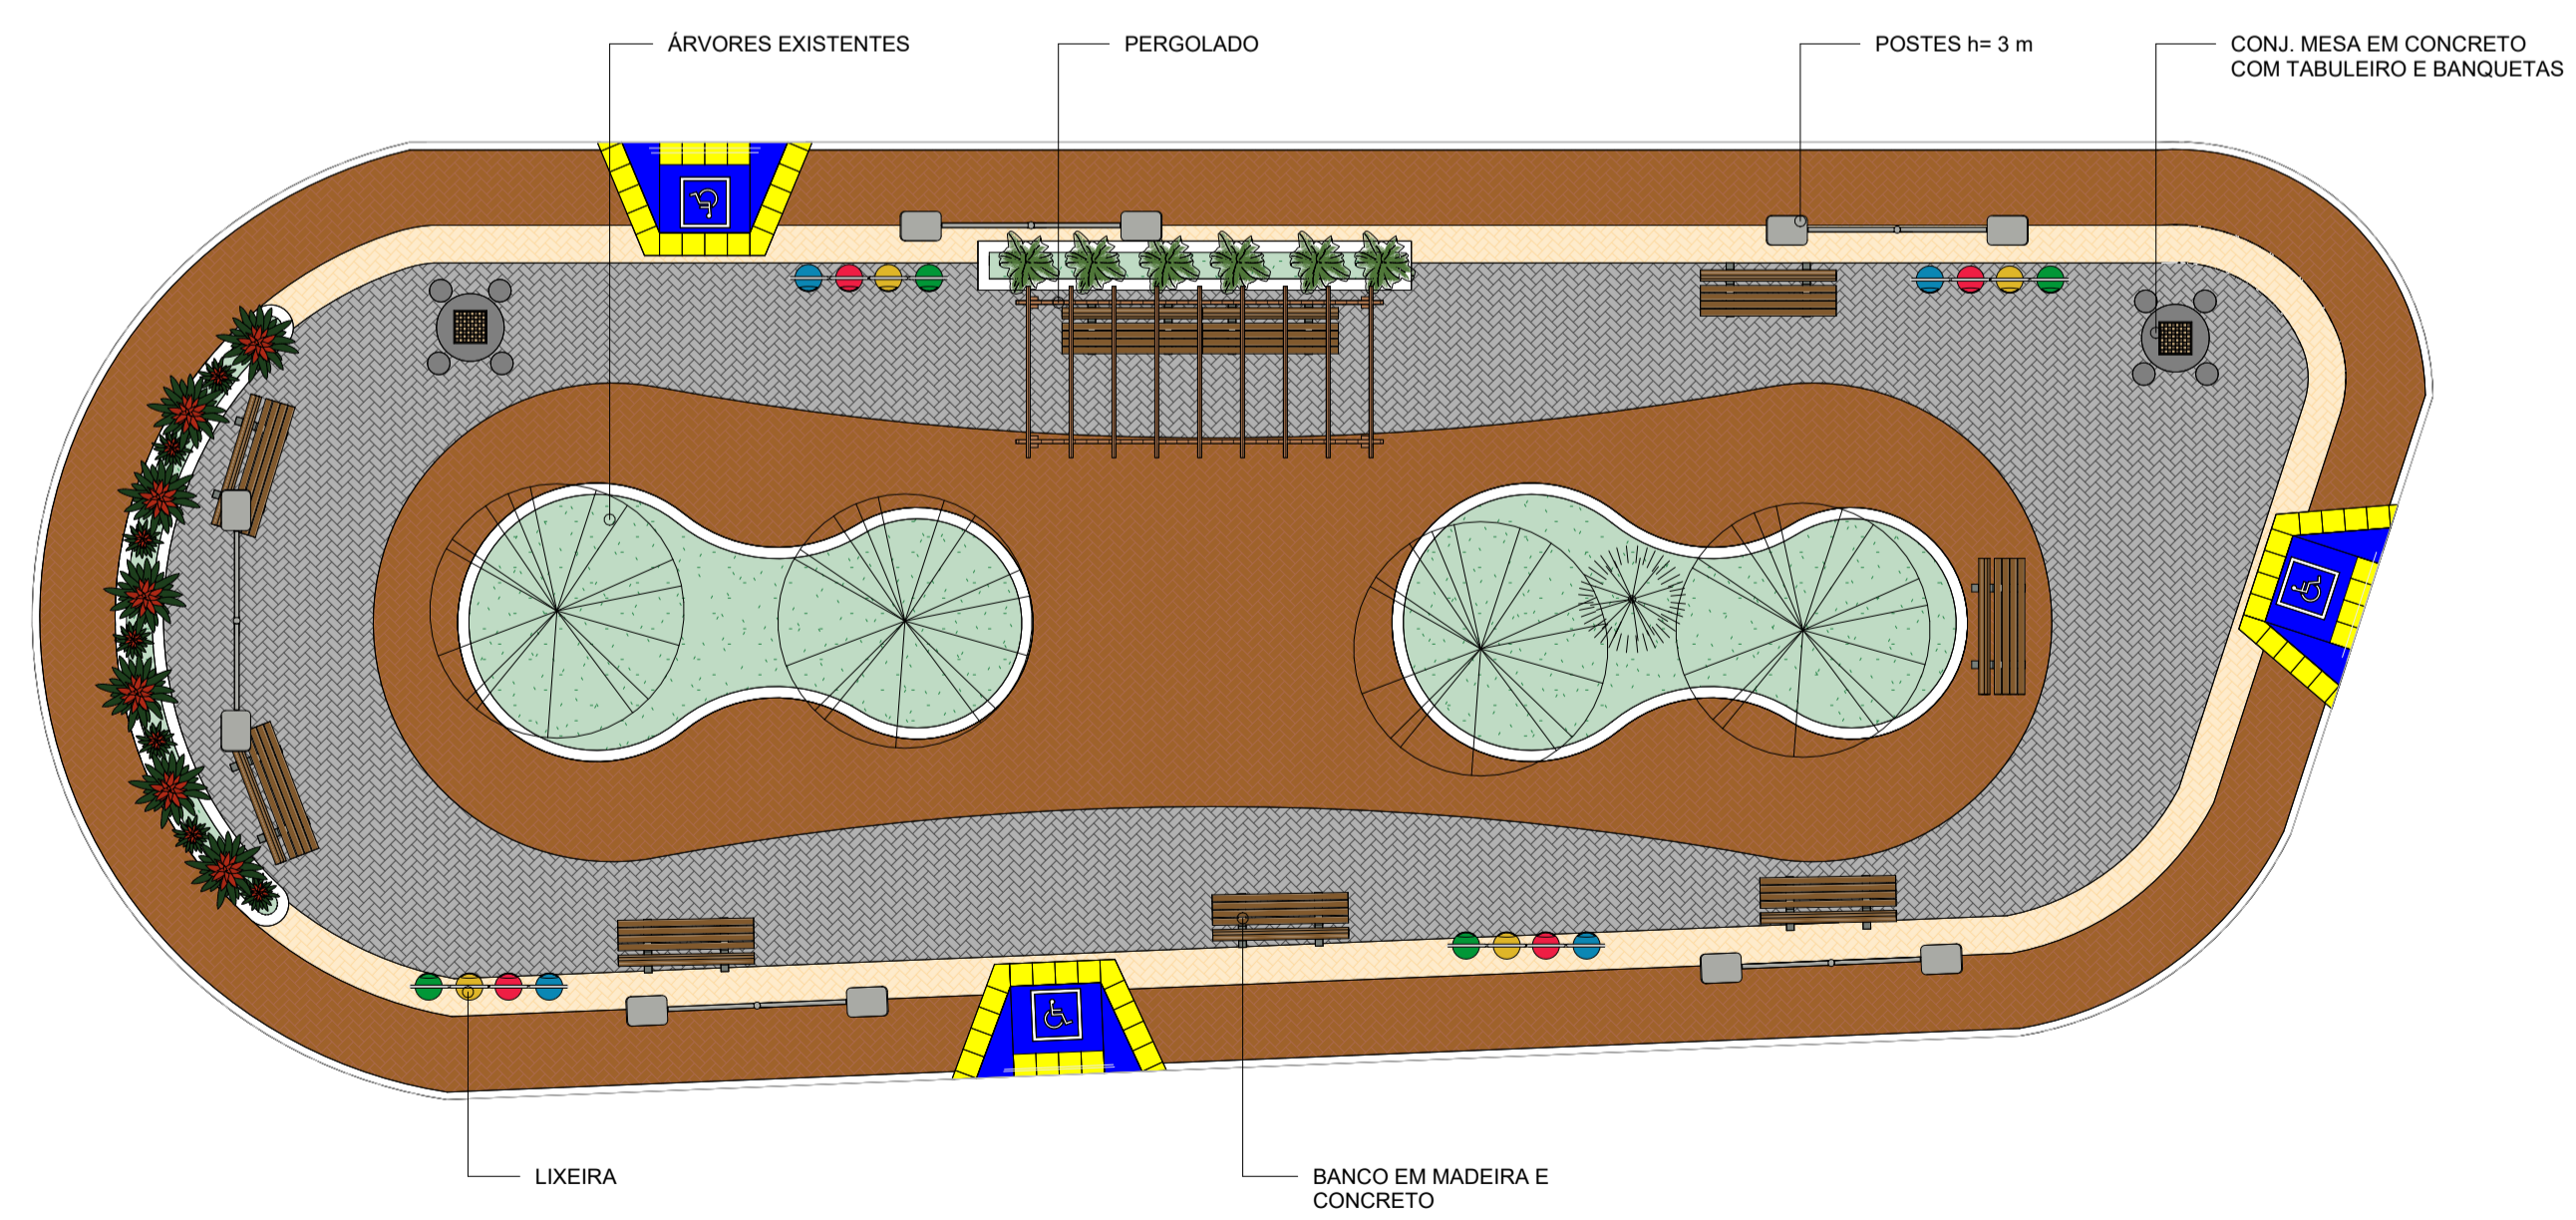 ÁRVORES EXISTENTES
PERGOLADO
POSTES h= 3 m
CONJ. MESA EM CONCRETO
COM TABULEIRO E BANQUETAS
LIXEIRA
BANCO EM MADEIRA E
CONCRETO